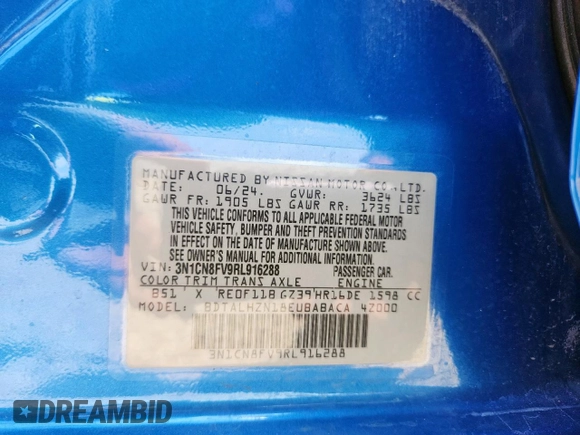 MANUFACTURED BY NISSAN MOTOR CO.,LTD.
DATE: 06/24. GVWR: 3624 LBS
GAWR FR: 1905 LBS GAWR RR: 1735 LBS
THIS VEHICLE CONFORMS TO ALL APPLICABLE FEDERAL MOTOR
VEHICLE SAFETY, BUMPER AND THEFT PREVENTION STANDARDS
IN EFFECT ON THE DATE OF MANUFACTURE SHOWN ABOVE.
SEE OWNER'S MANUAL FOR ADDITIONAL INFORMATION.
VIN: 3N1CN8FV9RL916288 PASSENGER CAR.
COLOR TRIM TRANS AXLE ENGINE
B51 X RE0F11B GZ39 HR16DE 1598 CC
MODEL: BDTALHZN18EUBABACA 42000
3N1CN8FV9RL916288
DREAMBID